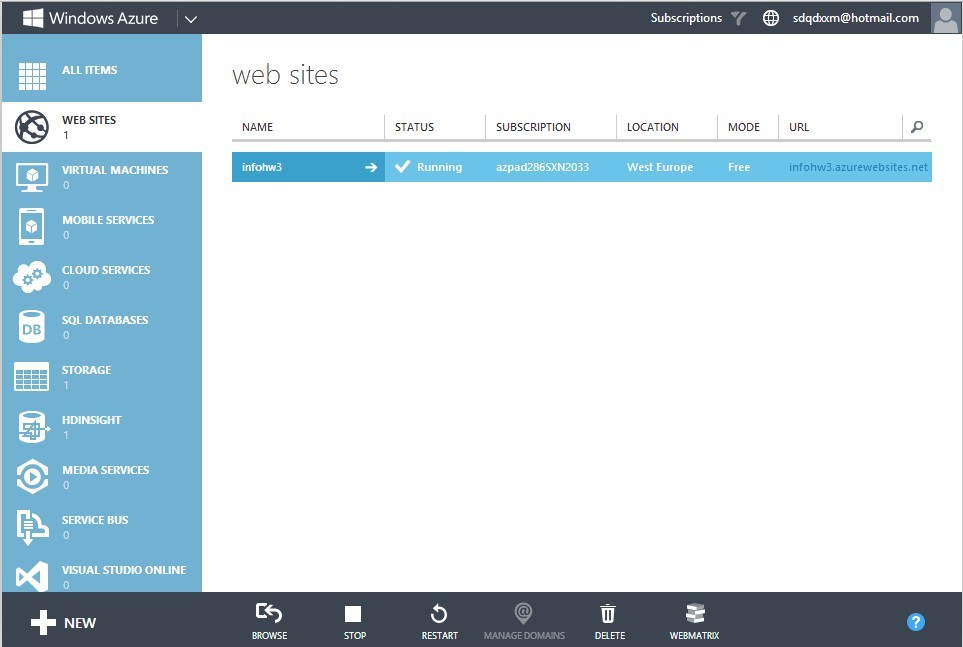 Windows Azure
Subscriptions
sdqdxxm@hotmail.com
ALL ITEMS
WEB SITES
1
VIRTUAL MACHINES
0
MOBILE SERVICES
0
CLOUD SERVICES
0
DB
SQL DATABASES
0
STORAGE
1
HDINSIGHT
1
MEDIA SERVICES
0
SERVICE BUS
0
VISUAL STUDIO ONLINE
0
web sites
NAME STATUS SUBSCRIPTION LOCATION MODE URL
infohw3 Running azpad286SXN2033 West Europe Free infohw3.azurewebsites.net
NEW
BROWSE STOP RESTART MANAGE DOMAINS DELETE WEBMATRIX
?